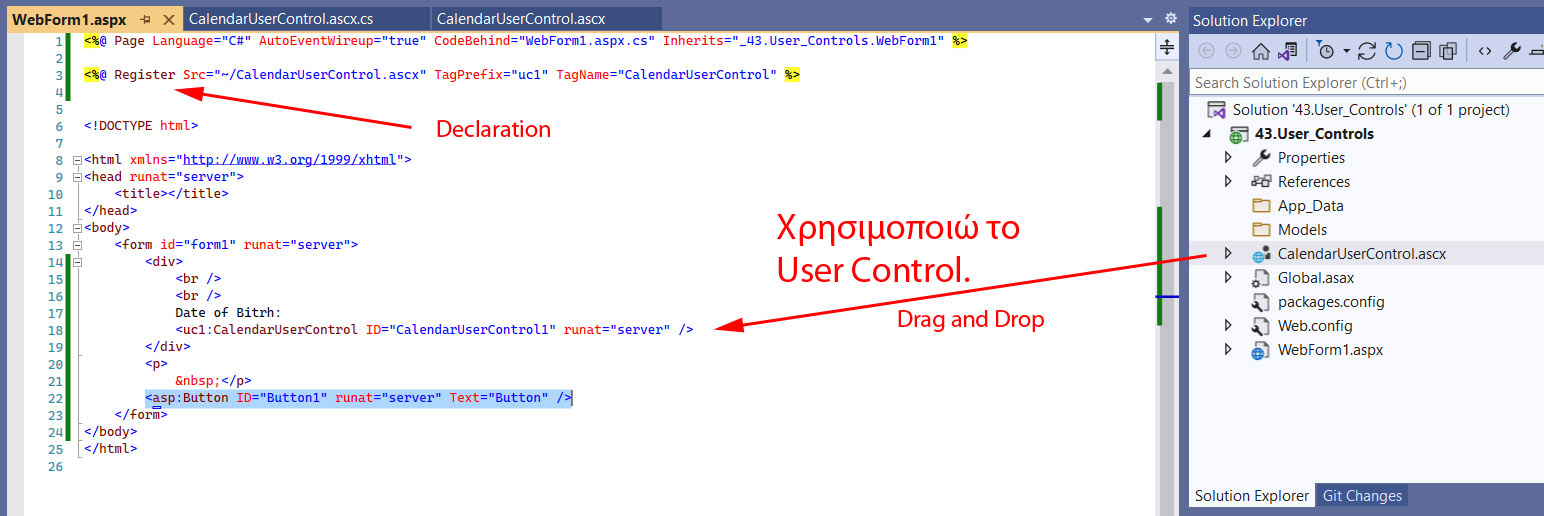 WebForm1.aspx
CalendarUserControl.ascx.cs
CalendarUserControl.ascx
1 <%@ Page Language="C#" AutoEventWireup="true" CodeBehind="WebForm1.aspx.cs" Inherits="_43.User_Controls.WebForm1" %>
2
3 <%@ Register Src="~/CalendarUserControl.ascx" TagPrefix="uc1" TagName="CalendarUserControl" %>
4
5
6 <!DOCTYPE html>
7
8 <html xmlns="http://www.w3.org/1999/xhtml">
9 <head runat="server">
10 <title></title>
11 </head>
12 <body>
13 <form id="form1" runat="server">
14 <div>
15 <br />
16 <br />
17 Date of Bitrh:
18 <uc1:CalendarUserControl ID="CalendarUserControl1" runat="server" />
19 </div>
20 <p>
21 &nbsp;</p>
22 <asp:Button ID="Button1" runat="server" Text="Button" />
23 </form>
24 </body>
25 </html>
26
Declaration
Χρησιμοποιώ το
User Control.
Drag and Drop
Solution Explorer
Search Solution Explorer (Ctrl+;)
Solution '43.User_Controls' (1 of 1 project)
43.User_Controls
Properties
References
App_Data
Models
CalendarUserControl.ascx
Global.asax
packages.config
Web.config
WebForm1.aspx
Solution Explorer
Git Changes